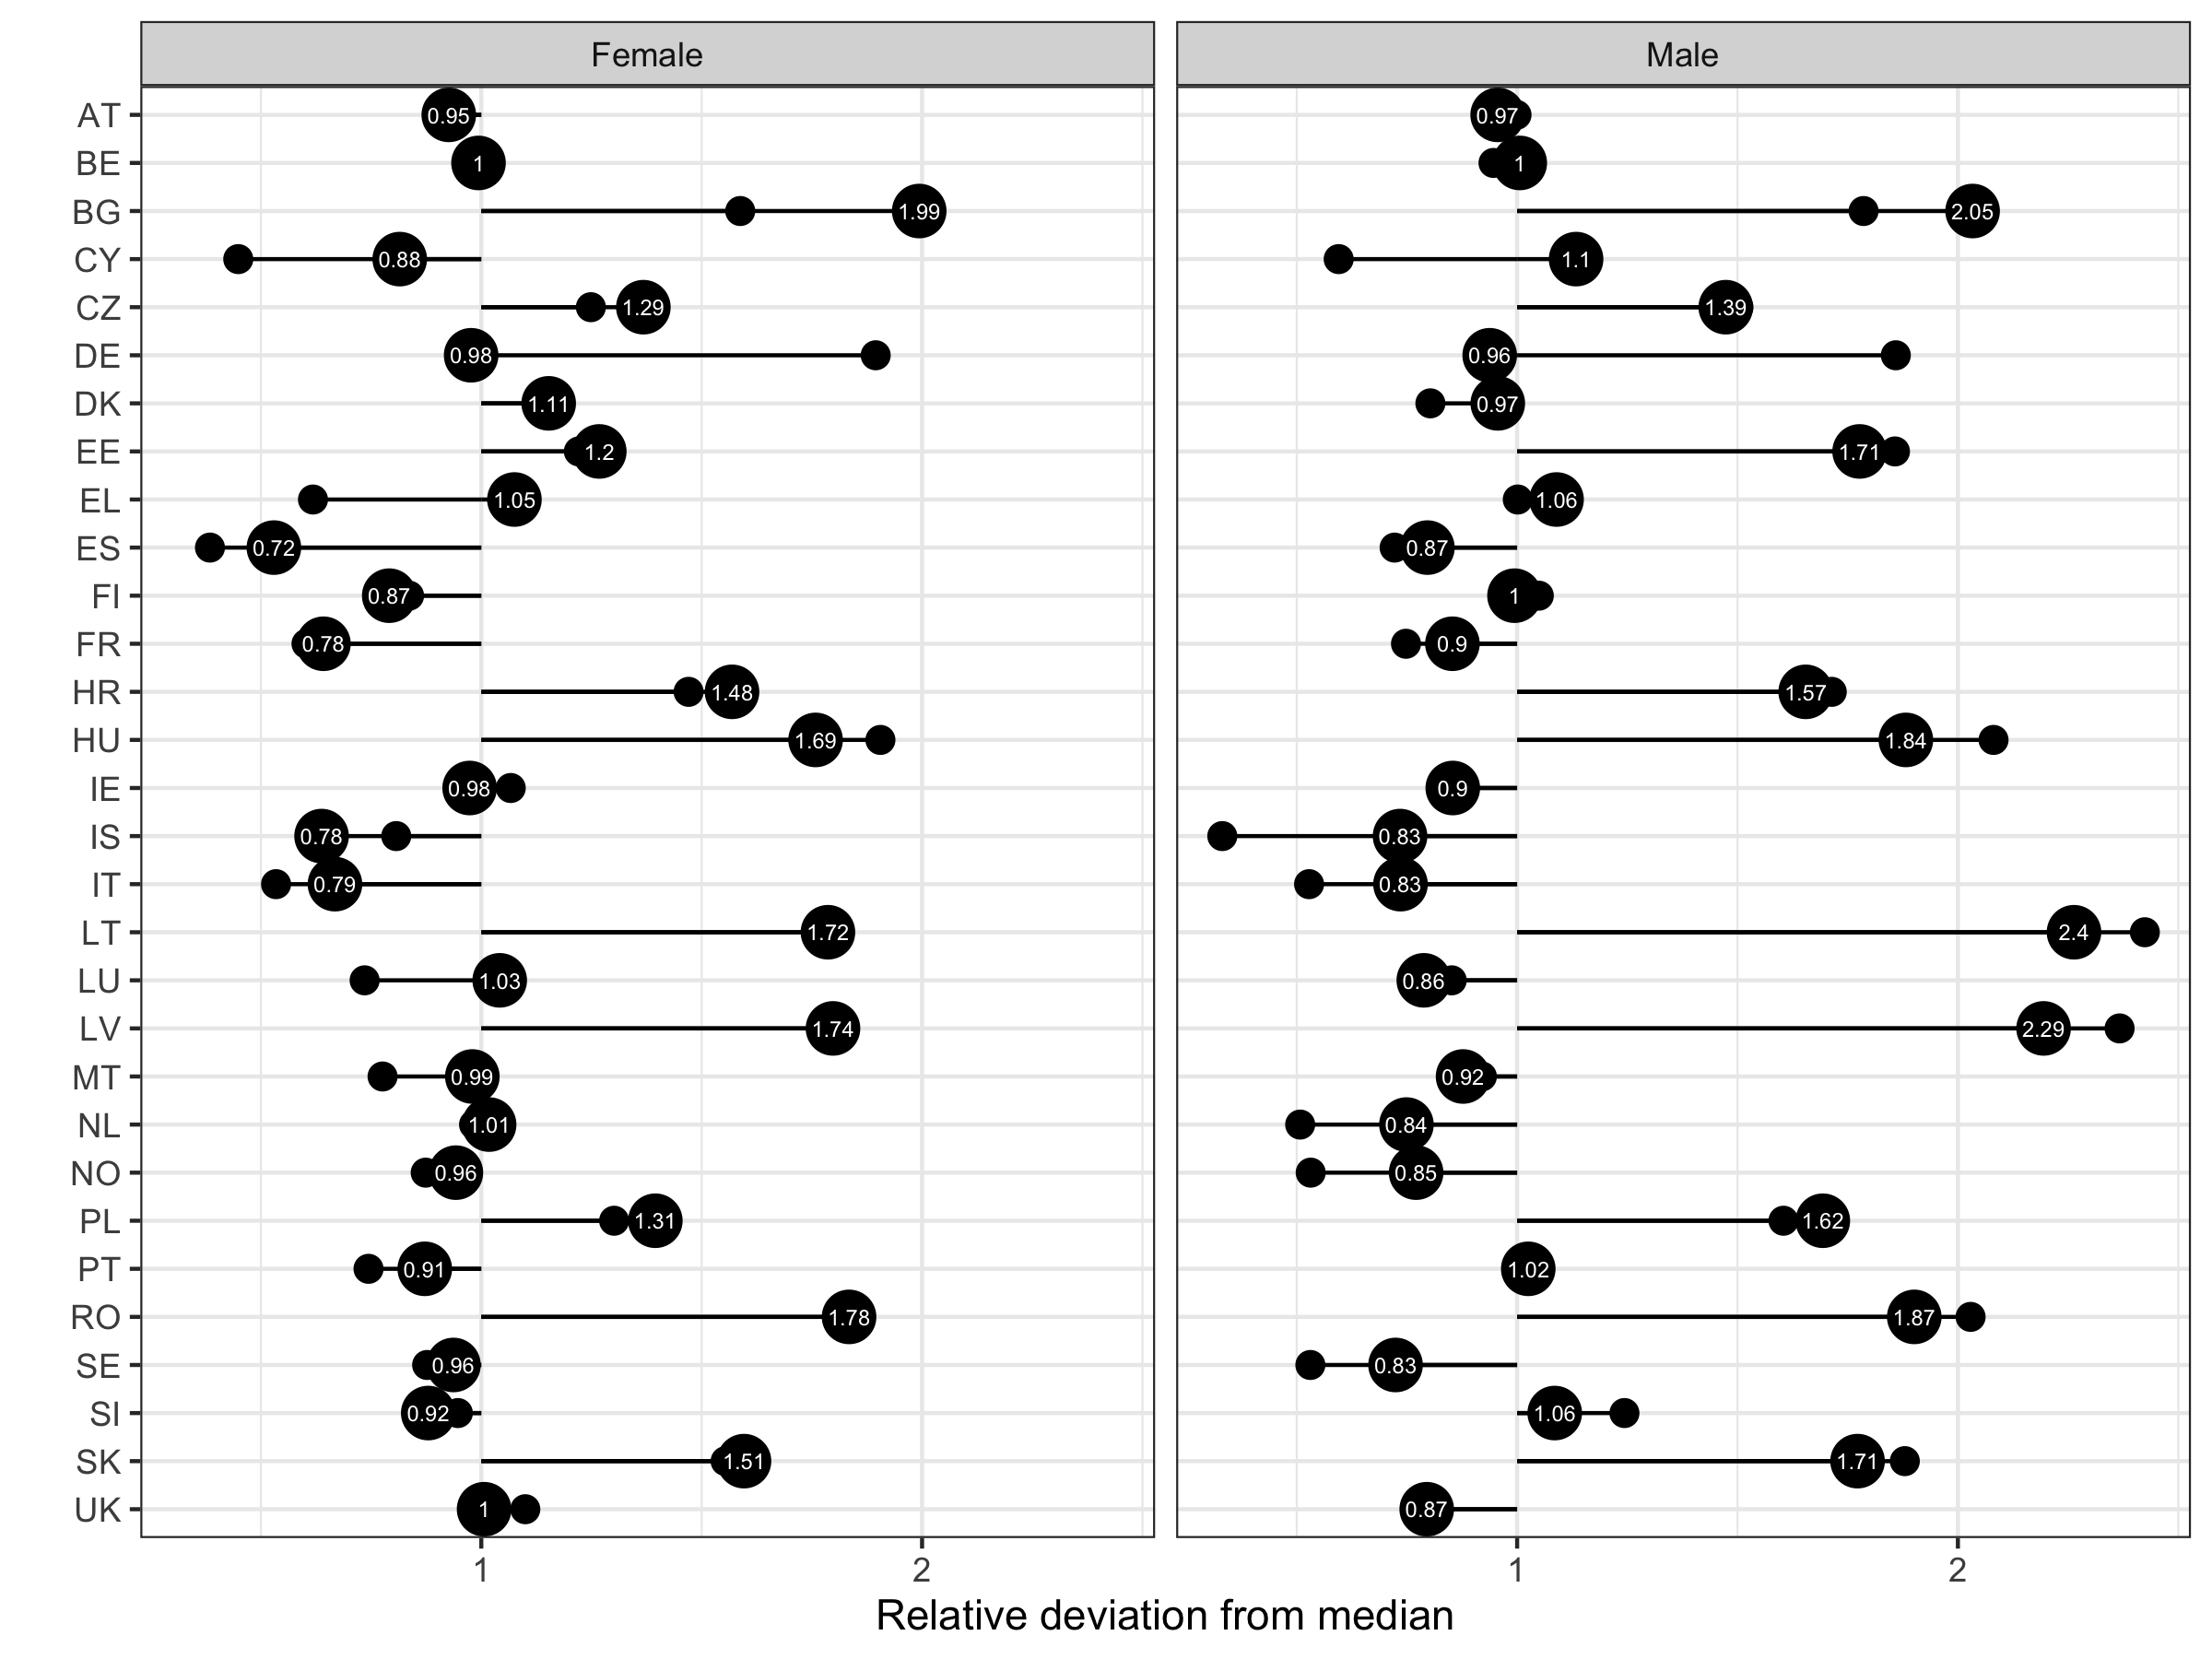 Female Male
AT 0.95 0.97
BE 1 1
BG 1.99 2.05
CY 0.88 1.1
CZ 1.29 1.39
DE 0.98 0.96
DK 1.11 0.97
EE 1.2 1.71
EL 1.05 1.06
ES 0.72 0.87
FI 0.87 1
FR 0.78 0.9
HR 1.48 1.57
HU 1.69 1.84
IE 0.98 0.9
IS 0.78 0.83
IT 0.79 0.83
LT 1.72 2.4
LU 1.03 0.86
LV 1.74 2.29
MT 0.99 0.92
NL 1.01 0.84
NO 0.96 0.85
PL 1.31 1.62
PT 0.91 1.02
RO 1.78 1.87
SE 0.96 0.83
SI 0.92 1.06
SK 1.51 1.71
UK 1 0.87
1 2 1 2
Relative deviation from median